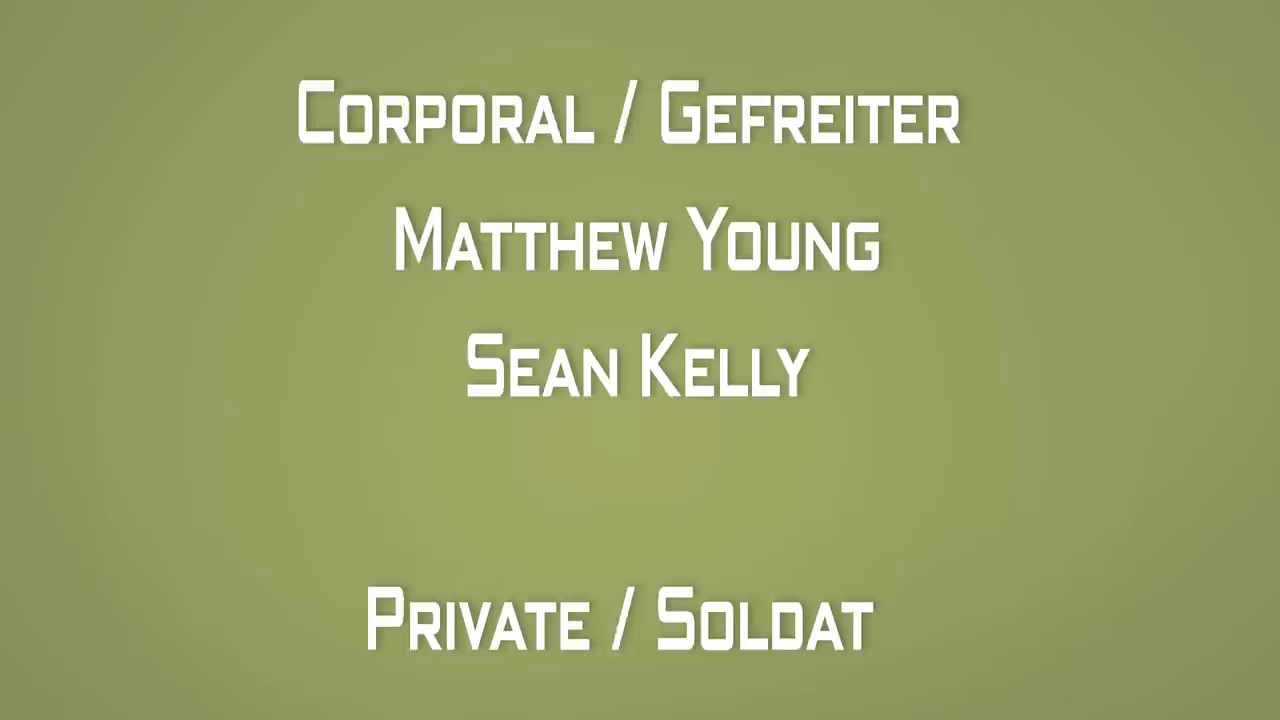 Corporal / Gefreiter
Matthew Young
Sean Kelly
Private / Soldat